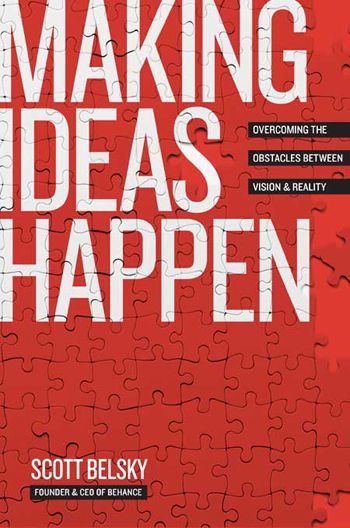 MAKING
IDEAS
HAPPEN
OVERCOMING THE
OBSTACLES BETWEEN
VISION & REALITY
SCOTT BELSKY
FOUNDER & CEO OF BEHANCE